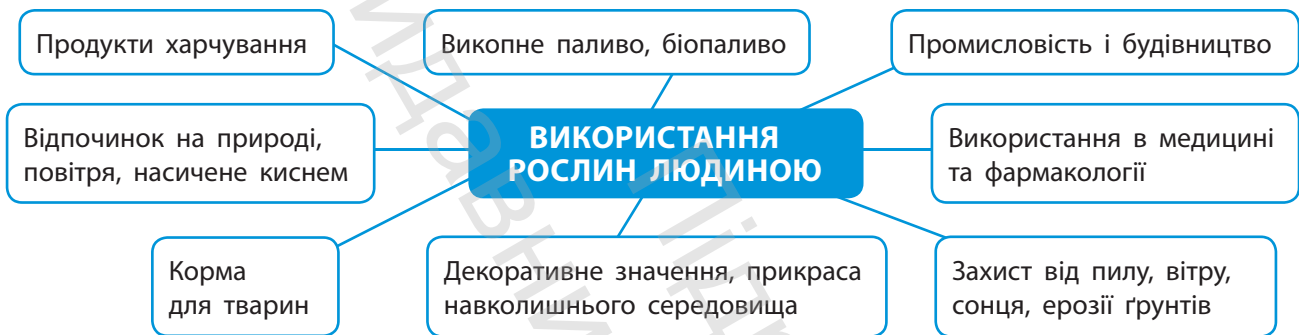 Продукти харчування
Викопне паливо, біопаливо
Промисловість і будівництво
Відпочинок на природі,
повітря, насичене киснем
ВИКОРИСТАННЯ
РОСЛИН ЛЮДИНОЮ
Використання в медицині
та фармакології
Корма
для тварин
Декоративне значення, прикраса
навколишнього середовища
Захист від пилу, вітру,
сонця, ерозії ґрунтів